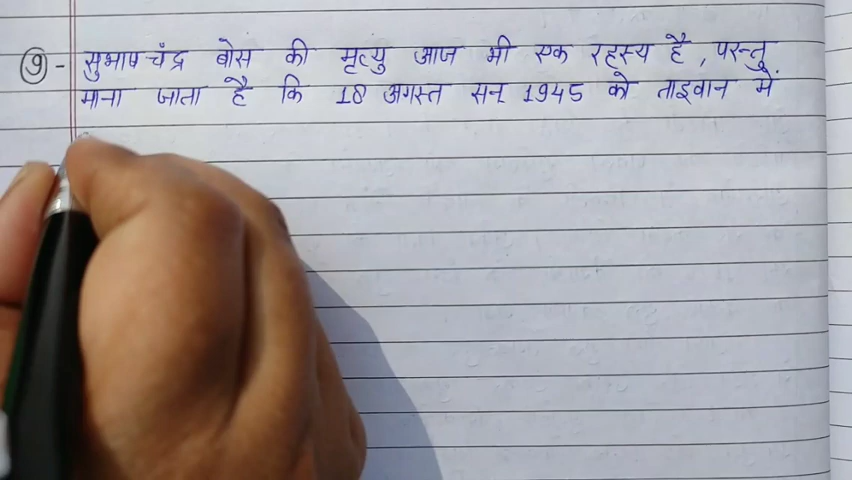 9 - सुभाष चंद्र बोस की मृत्यु आज भी एक रहस्य है, परन्तु
माना जाता है कि 18 अगस्त सन् 1945 को ताइवान में